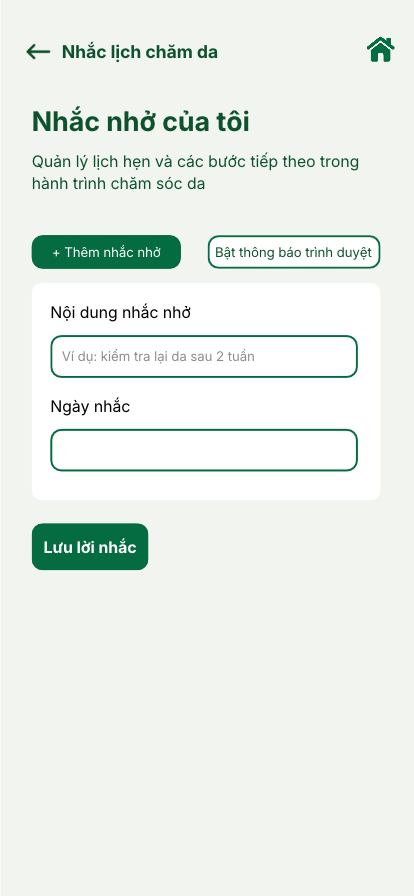 Nhắc lịch chăm da
Nhắc nhở của tôi
Quản lý lịch hẹn và các bước tiếp theo trong
hành trình chăm sóc da
+ Thêm nhắc nhở
Bật thông báo trình duyệt
Nội dung nhắc nhở
Ví dụ: kiểm tra lại da sau 2 tuần
Ngày nhắc
Lưu lời nhắc